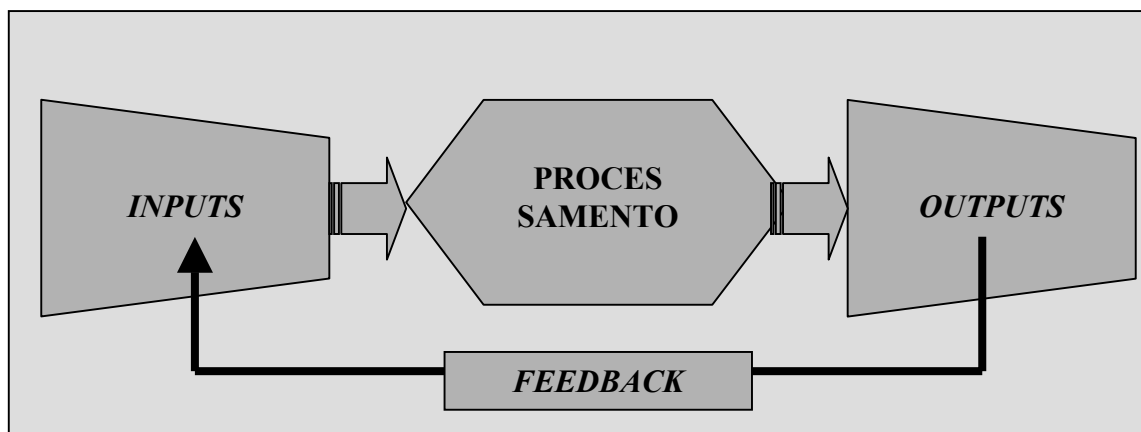 INPUTS
PROCES
SAMENTO
OUTPUTS
FEEDBACK